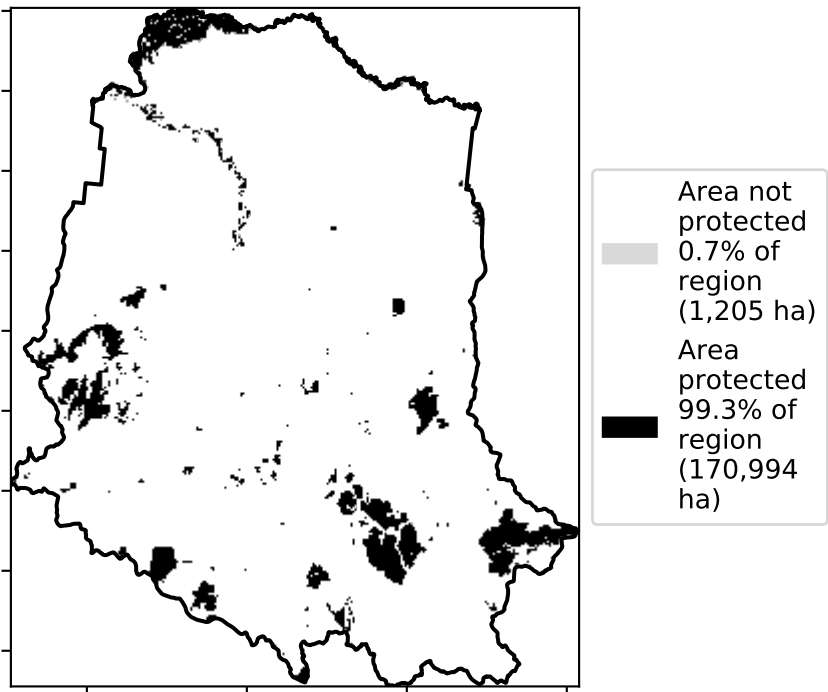 Area not
protected
0.7% of
region
(1,205 ha)
Area
protected
99.3% of
region
(170,994
ha)